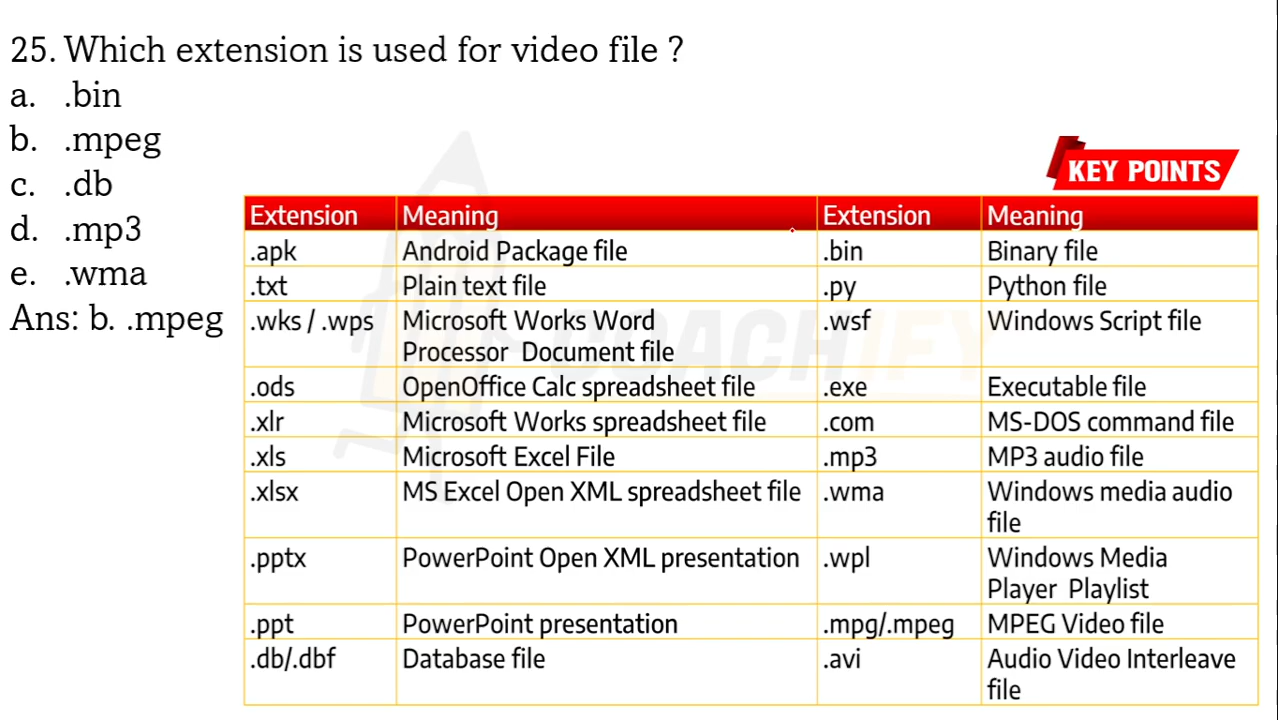 25. Which extension is used for video file ?
a. .bin
b. .mpeg
c. .db
d. .mp3
e. .wma
Ans: b. .mpeg
KEY POINTS
Extension Meaning Extension Meaning
.apk Android Package file .bin Binary file
.txt Plain text file .py Python file
.wks / .wps Microsoft Works Word .wsf Windows Script file
Processor Document file
.ods OpenOffice Calc spreadsheet file .exe Executable file
.xlr Microsoft Works spreadsheet file .com MS-DOS command file
.xls Microsoft Excel File .mp3 MP3 audio file
.xlsx MS Excel Open XML spreadsheet file .wma Windows media audio
file
.pptx PowerPoint Open XML presentation .wpl Windows Media
Player Playlist
.ppt PowerPoint presentation .mpg/.mpeg MPEG Video file
.db/.dbf Database file .avi Audio Video Interleave
file
COACHIFY